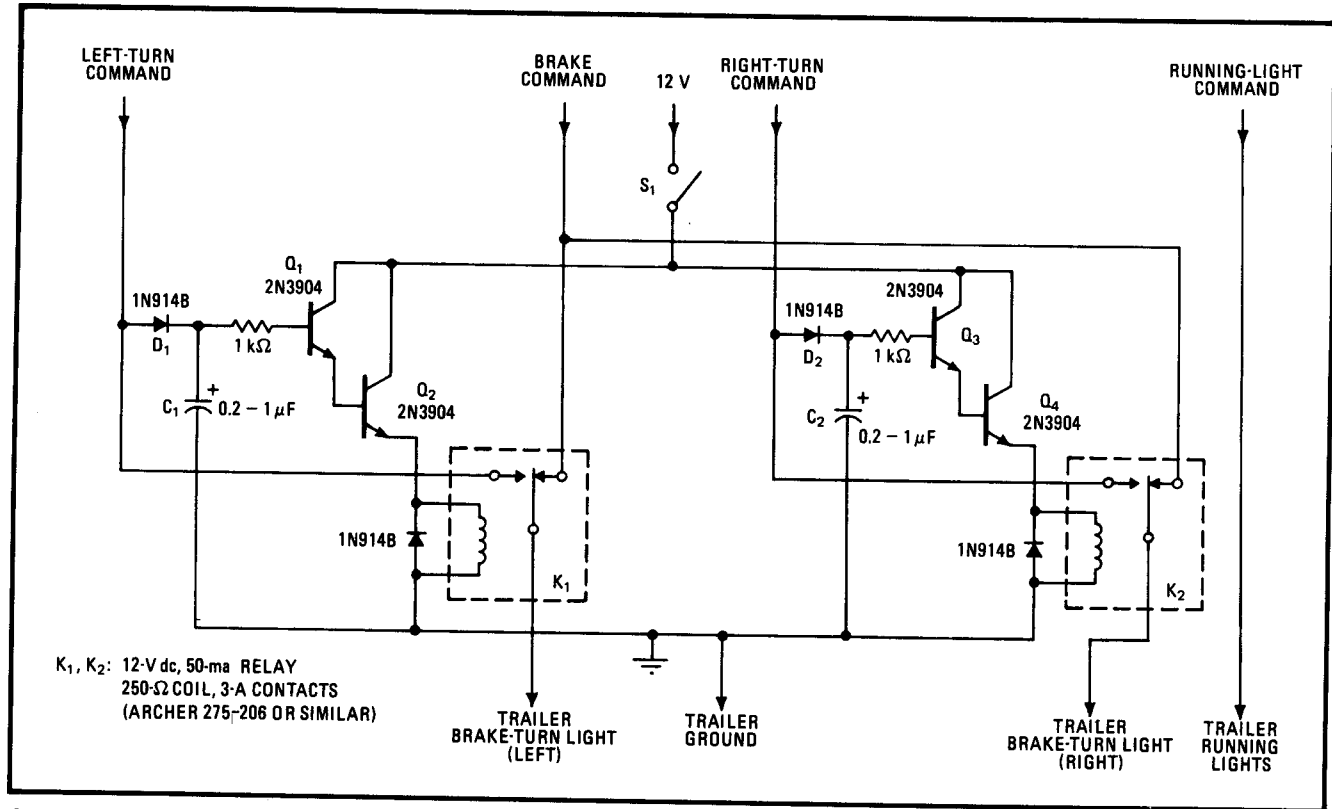 LEFT-TURN
COMMAND
BRAKE
COMMAND
12 V
RIGHT-TURN
COMMAND
RUNNING-LIGHT
COMMAND
S₁
Q₁
2N3904
1N914B
D₁
1 kΩ
Q₂
2N3904
C₁
+
0.2 – 1 μF
1N914B
K₁
2N3904
Q₃
1N914B
D₂
1 kΩ
Q₄
2N3904
C₂
+
0.2 – 1 μF
1N914B
K₂
K₁, K₂: 12-V dc, 50-ma RELAY
250-Ω COIL, 3-A CONTACTS
(ARCHER 275-206 OR SIMILAR)
TRAILER
BRAKE-TURN LIGHT
(LEFT)
TRAILER
GROUND
TRAILER
BRAKE-TURN LIGHT
(RIGHT)
TRAILER
RUNNING
LIGHTS